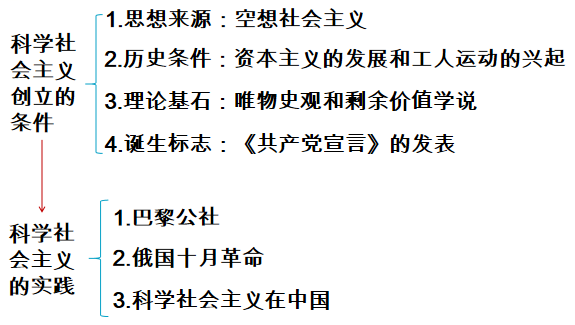 科学社
会主义
创立的
条件
1.思想来源：空想社会主义
2.历史条件：资本主义的发展和工人运动的兴起
3.理论基石：唯物史观和剩余价值学说
4.诞生标志：《共产党宣言》的发表
科学社
会主义
的实践
1.巴黎公社
2.俄国十月革命
3.科学社会主义在中国